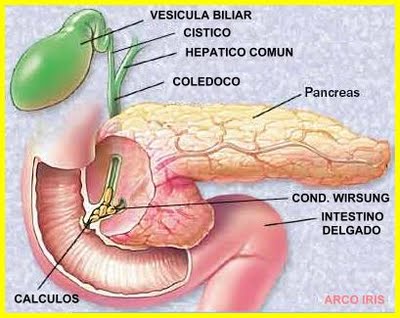 VESICULA BILIAR
CISTICO
HEPATICO COMUN
COLEDOCO
Pancreas
COND. WIRSUNG
INTESTINO
DELGADO
CALCULOS
ARCO IRIS